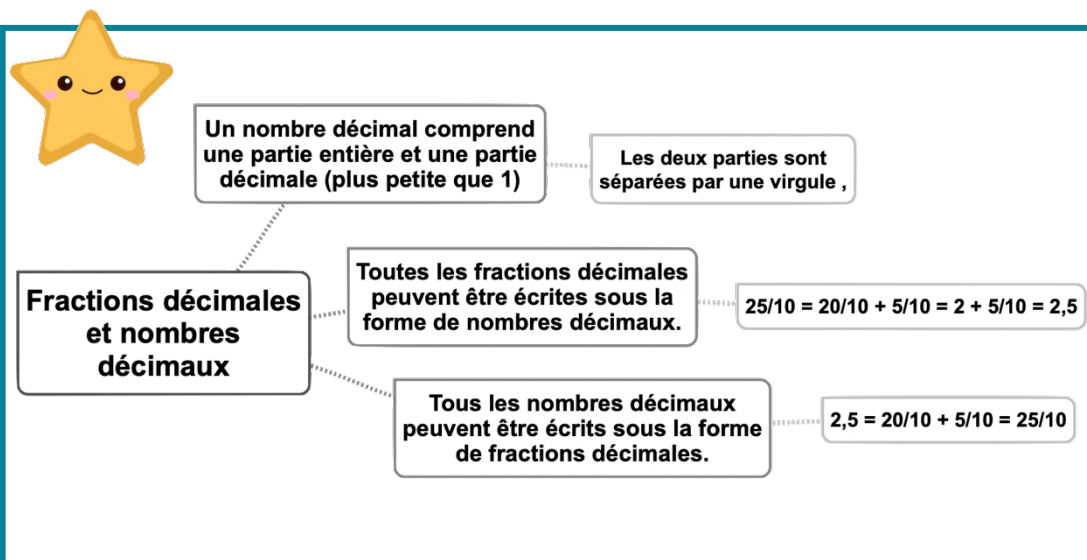 Un nombre décimal comprend
une partie entière et une partie
décimale (plus petite que 1)
Les deux parties sont
séparées par une virgule ,
Fractions décimales
et nombres
décimaux
Toutes les fractions décimales
peuvent être écrites sous la
forme de nombres décimaux.
25/10 = 20/10 + 5/10 = 2 + 5/10 = 2,5
Tous les nombres décimaux
peuvent être écrits sous la forme
de fractions décimales.
2,5 = 20/10 + 5/10 = 25/10